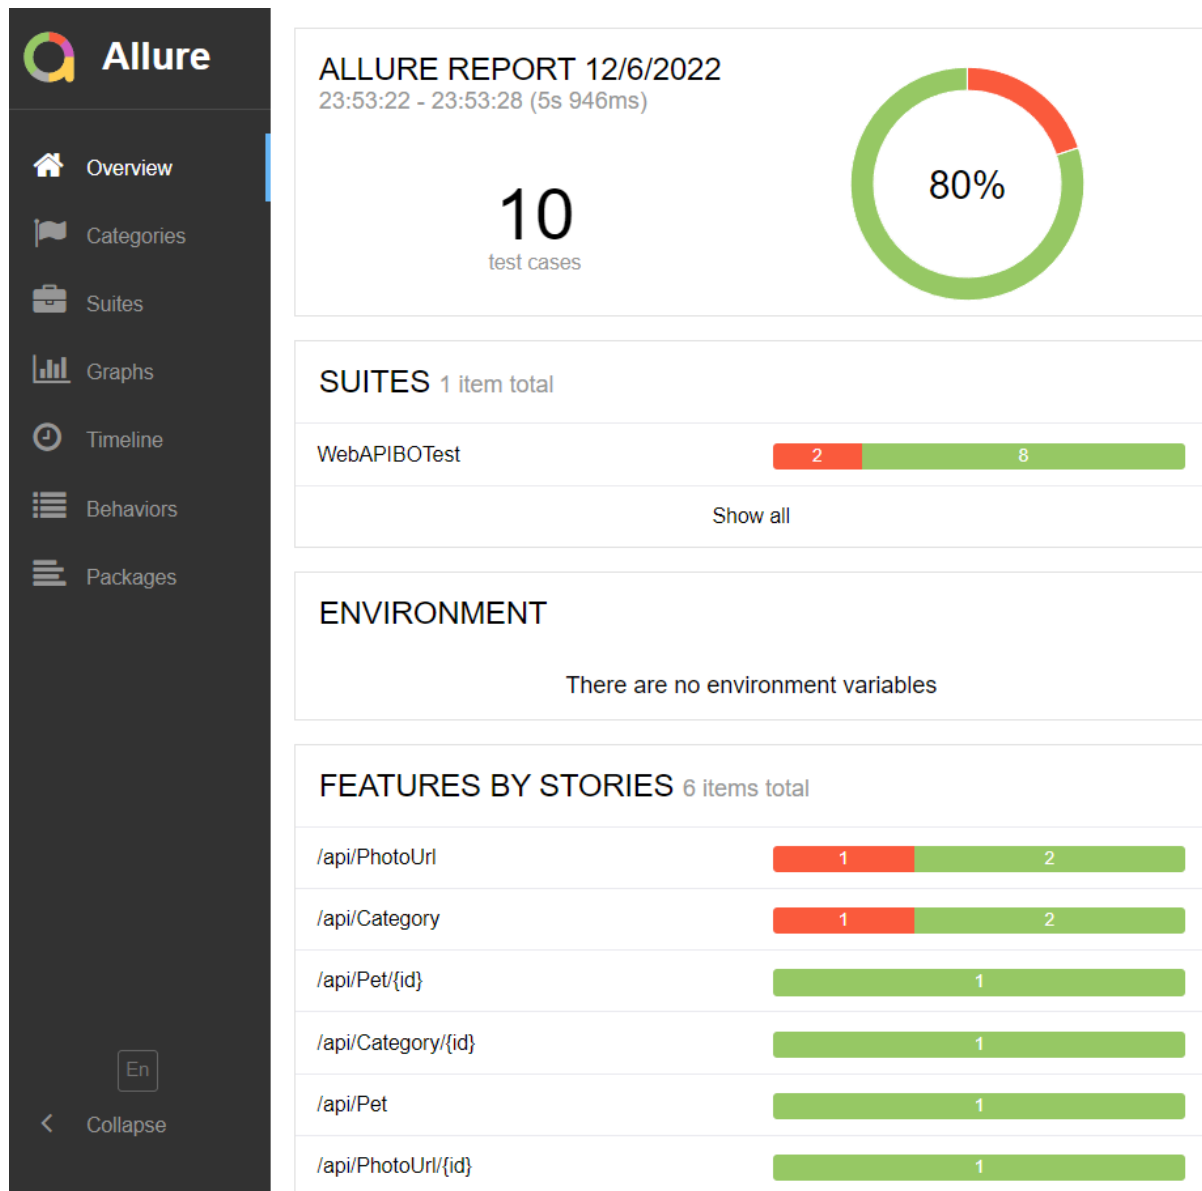 Allure
Overview
Categories
Suites
Graphs
Timeline
Behaviors
Packages
En
Collapse
ALLURE REPORT 12/6/2022
23:53:22 - 23:53:28 (5s 946ms)
10
test cases
80%
SUITES 1 item total
WebAPIBOTest 2 8
Show all
ENVIRONMENT
There are no environment variables
FEATURES BY STORIES 6 items total
/api/PhotoUrl 1 2
/api/Category 1 2
/api/Pet/{id} 1
/api/Category/{id} 1
/api/Pet 1
/api/PhotoUrl/{id} 1